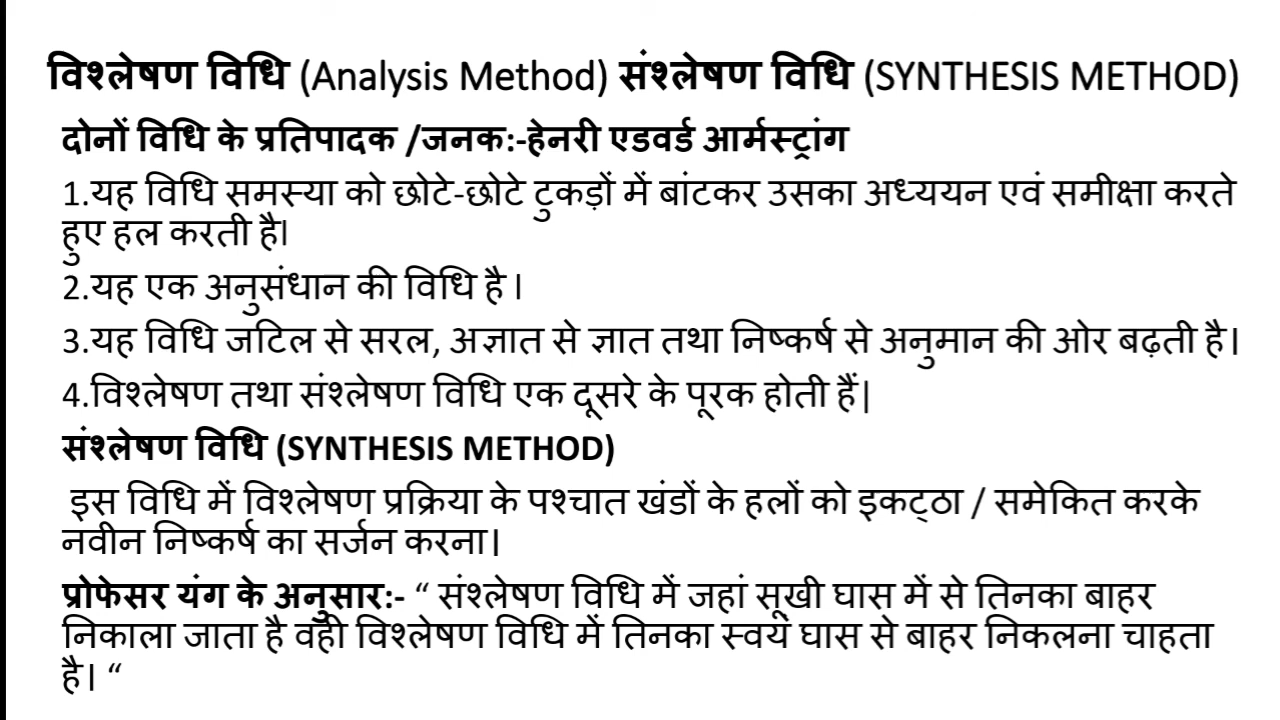 विश्लेषण विधि (Analysis Method) संश्लेषण विधि (SYNTHESIS METHOD)
दोनों विधि के प्रतिपादक /जनक:-हेनरी एडवर्ड आर्मस्ट्रांग
1.यह विधि समस्या को छोटे-छोटे टुकड़ों में बांटकर उसका अध्ययन एवं समीक्षा करते
हुए हल करती है।
2.यह एक अनुसंधान की विधि है ।
3.यह विधि जटिल से सरल, अज्ञात से ज्ञात तथा निष्कर्ष से अनुमान की ओर बढ़ती है।
4.विश्लेषण तथा संश्लेषण विधि एक दूसरे के पूरक होती हैं|
संश्लेषण विधि (SYNTHESIS METHOD)
इस विधि में विश्लेषण प्रक्रिया के पश्चात खंडों के हलों को इकट्ठा / समेकित करके
नवीन निष्कर्ष का सर्जन करना।
प्रोफेसर यंग के अनुसार:- “ संश्लेषण विधि में जहां सूखी घास में से तिनका बाहर
निकाला जाता है वही विश्लेषण विधि में तिनका स्वयं घास से बाहर निकलना चाहता
है। “